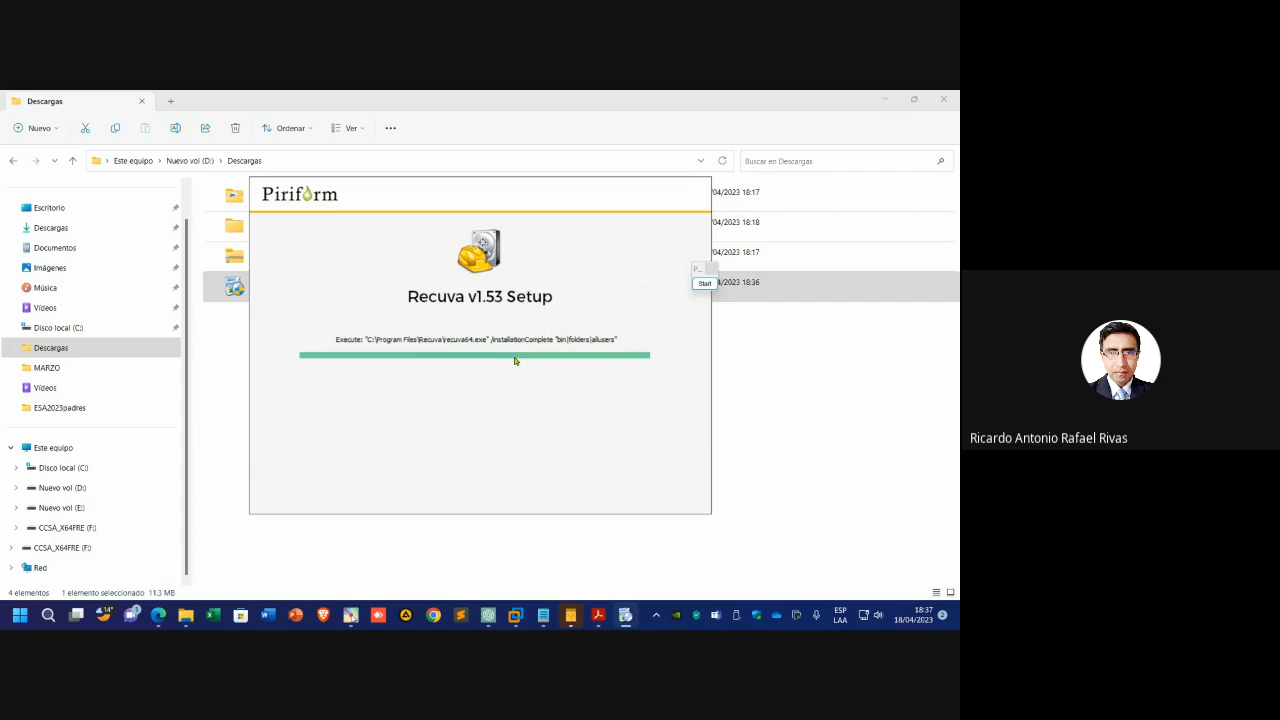 Descargas
Nuevo
Ordenar
Ver
Este equipo > Nuevo vol (D:) > Descargas
Buscar en Descargas
Escritorio
Descargas
Documentos
Imágenes
Música
Vídeos
Disco local (C:)
Descargas
MARZO
Vídeos
ESA2023padres
Este equipo
Disco local (C:)
Nuevo vol (D:)
Nuevo vol (E:)
CCSA_X64FRE (F:)
CCSA_X64FRE (F:)
Red
Piriform
Recuva v1.53 Setup
Execute: "C:\Program Files\Recuva\recuva64.exe" /InstallationComplete "bin|folders|allusers"
/04/2023 18:17
/04/2023 18:18
/04/2023 18:17
4/2023 18:36
P...
Start
4 elementos 1 elemento seleccionado 11.3 MB
14°
ESP
LAA
18:37
18/04/2023
2
Ricardo Antonio Rafael Rivas